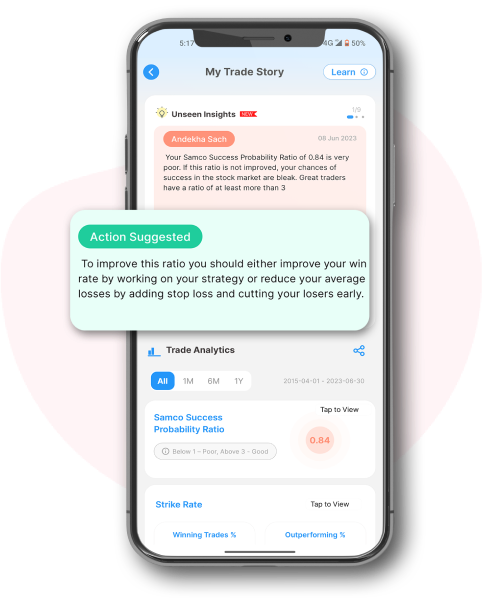 5:17
4G 50%
My Trade Story
Learn
Unseen Insights NEW
1/9
Andekha Sach
08 Jun 2023
Your Samco Success Probability Ratio of 0.84 is very
poor. If this ratio is not improved, your chances of
success in the stock market are bleak. Great traders
have a ratio of at least more than 3
Action Suggested
To improve this ratio you should either improve your win
rate by working on your strategy or reduce your average
losses by adding stop loss and cutting your losers early.
Trade Analytics
All 1M 6M 1Y
2015-04-01 - 2023-06-30
Tap to View
Samco Success
Probability Ratio
0.84
Below 1 – Poor, Above 3 - Good
Strike Rate
Tap to View
Winning Trades %
Outperforming %